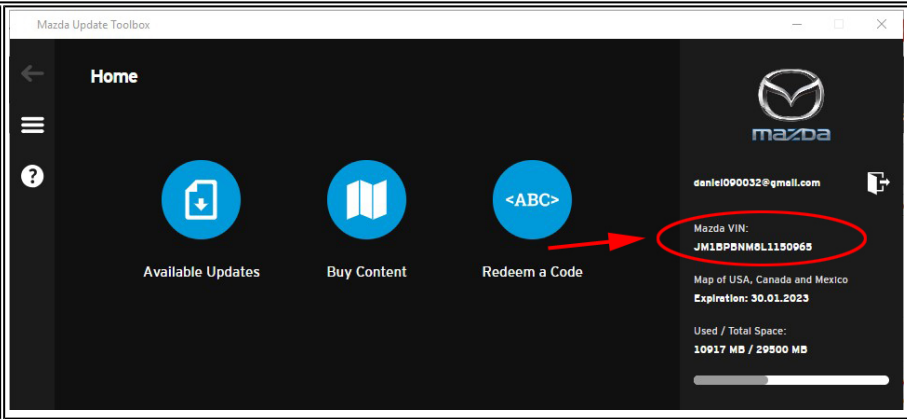 Mazda Update Toolbox
Home
?
mazda
daniel090032@gmail.com
<ABC>
Mazda VIN:
JM1BPBNM8L1150965
Available Updates
Buy Content
Redeem a Code
Map of USA, Canada and Mexico
Expiration: 30.01.2023
Used / Total Space:
10917 MB / 29500 MB